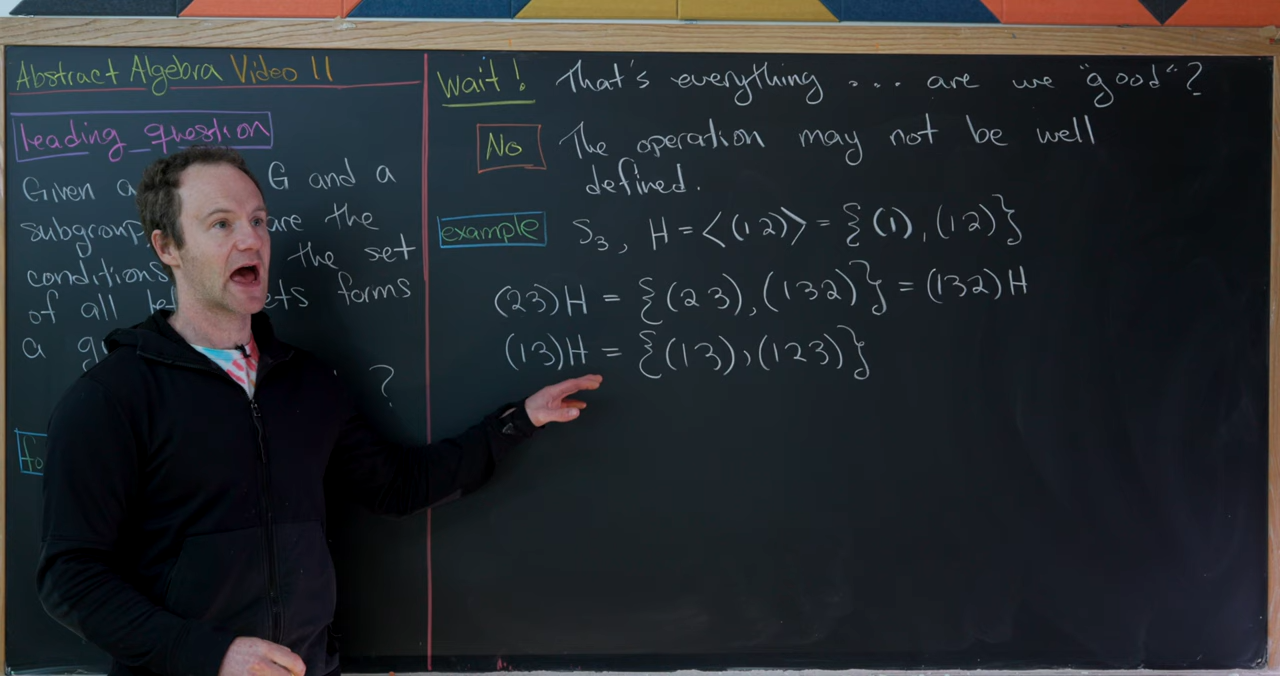 Abstract Algebra Video 11
leading question
Given a G and a
subgroup are the
conditions the set
of all forms
a
?
Wait! That's everything ... are we "good"?
No The operation may not be well
defined.
example S₃, H = <(12)> = {(1), (12)}
(23)H = {(23), (132)} = (132)H
(13)H = {(13), (123)}